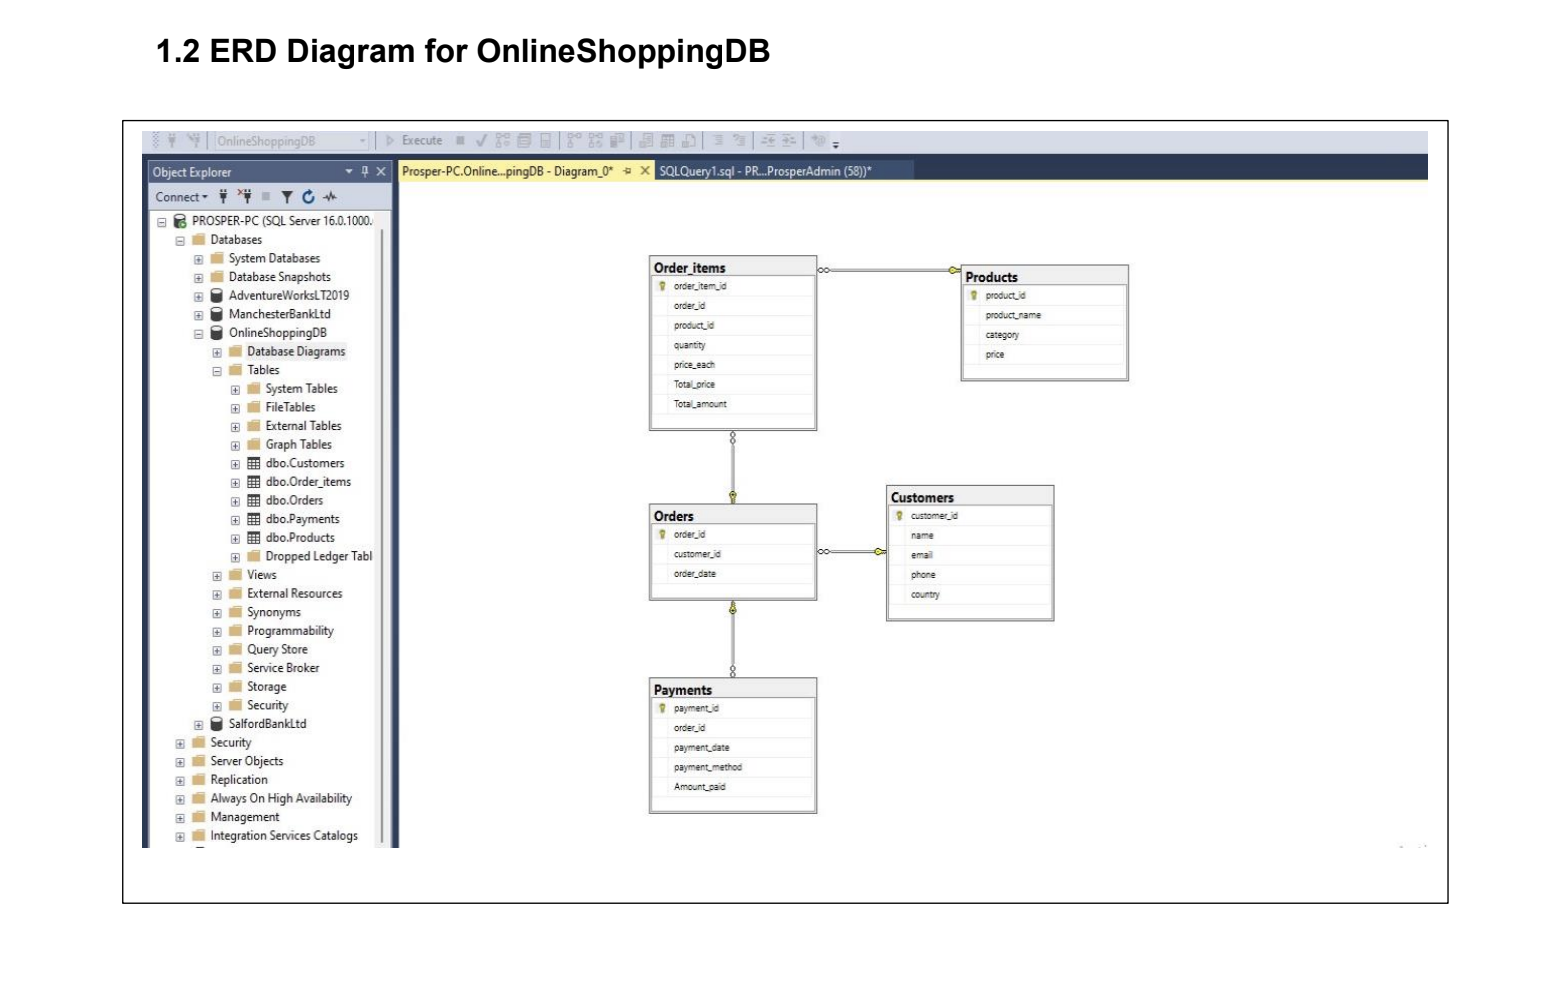 1.2 ERD Diagram for OnlineShoppingDB
OnlineShoppingDB
Execute
Object Explorer
Prosper-PC.Online...pingDB - Diagram_0*
SQLQuery1.sql - PR...ProsperAdmin (58))*
Connect
PROSPER-PC (SQL Server 16.0.1000.
Databases
System Databases
Database Snapshots
AdventureWorksLT2019
ManchesterBankLtd
OnlineShoppingDB
Database Diagrams
Tables
System Tables
FileTables
External Tables
Graph Tables
dbo.Customers
dbo.Order_items
dbo.Orders
dbo.Payments
dbo.Products
Dropped Ledger Tabl
Views
External Resources
Synonyms
Programmability
Query Store
Service Broker
Storage
Security
SalfordBankLtd
Security
Server Objects
Replication
Always On High Availability
Management
Integration Services Catalogs
Order_items
order_item_id
order_id
product_id
quantity
price_each
Total_price
Total_amount
Products
product_id
product_name
category
price
Orders
order_id
customer_id
order_date
Customers
customer_id
name
email
phone
country
Payments
payment_id
order_id
payment_date
payment_method
Amount_paid